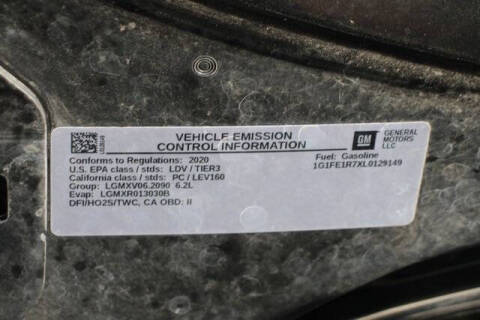 VEHICLE EMISSION
CONTROL INFORMATION
GM
GENERAL
MOTORS
LLC
Conforms to Regulations: 2020
U.S. EPA class / stds: LDV / TIER3
California class / stds: PC / LEV160
Group: LGMXV06.2090 6.2L
Evap: LGMXR013030B
DFI/HO2S/TWC, CA OBD: II
Fuel: Gasoline
1G1FE1R7XL0129149